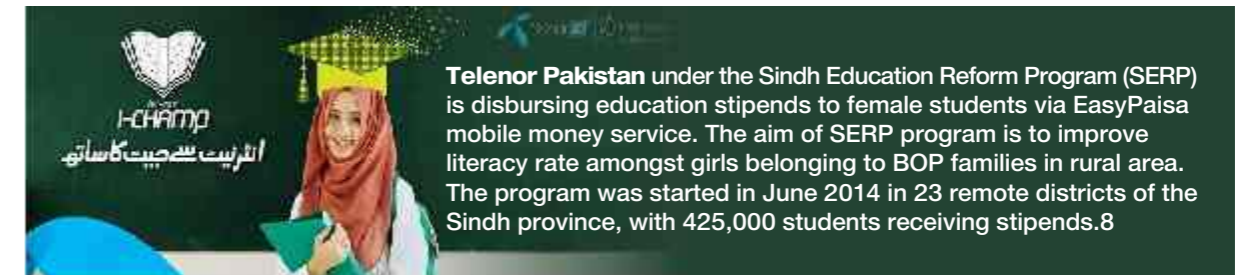 I-CHAMP
انٹرنیٹ سے جیت کا ساتھ
Telenor Pakistan under the Sindh Education Reform Program (SERP)
is disbursing education stipends to female students via EasyPaisa
mobile money service. The aim of SERP program is to improve
literacy rate amongst girls belonging to BOP families in rural area.
The program was started in June 2014 in 23 remote districts of the
Sindh province, with 425,000 students receiving stipends.8